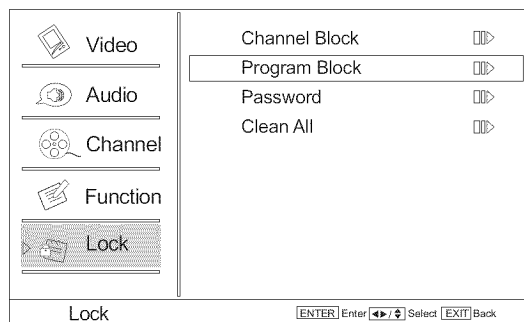 Video
Audio
Channel
Function
Lock
Channel Block
Program Block
Password
Clean All
Lock
ENTER Enter ◀▶/▲▼ Select EXIT Back